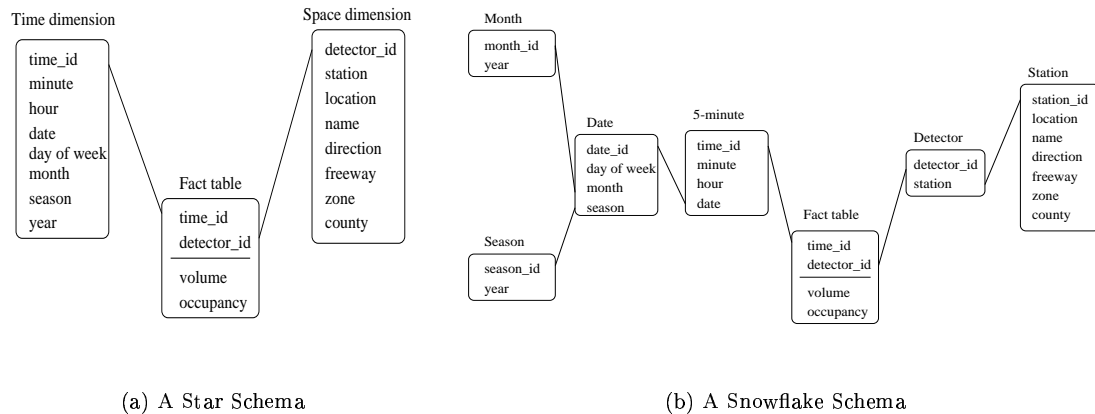 Time dimension
time_id
minute
hour
date
day of week
month
season
year
Fact table
time_id
detector_id
volume
occupancy
Space dimension
detector_id
station
location
name
direction
freeway
zone
county
(a) A Star Schema
Month
month_id
year
Season
season_id
year
Date
date_id
day of week
month
season
5-minute
time_id
minute
hour
date
Fact table
time_id
detector_id
volume
occupancy
Detector
detector_id
station
Station
station_id
location
name
direction
freeway
zone
county
(b) A Snowflake Schema